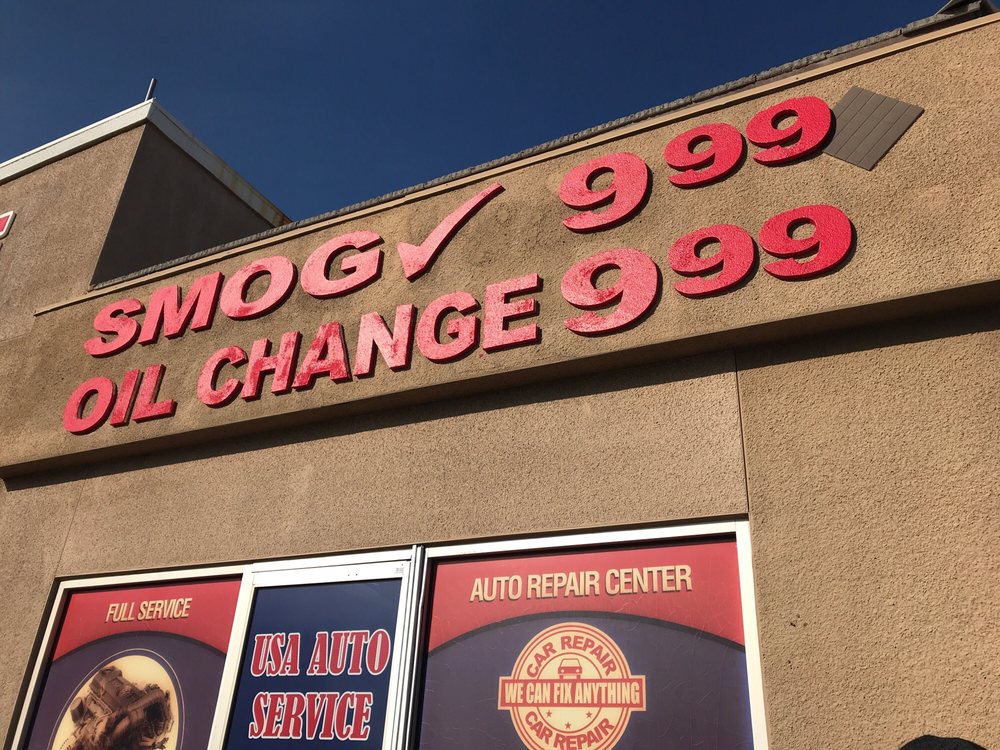 SMOG✓ 999
OIL CHANGE 999
FULL SERVICE
USA AUTO
SERVICE
AUTO REPAIR CENTER
CAR REPAIR
WE CAN FIX ANYTHING
CAR REPAIR